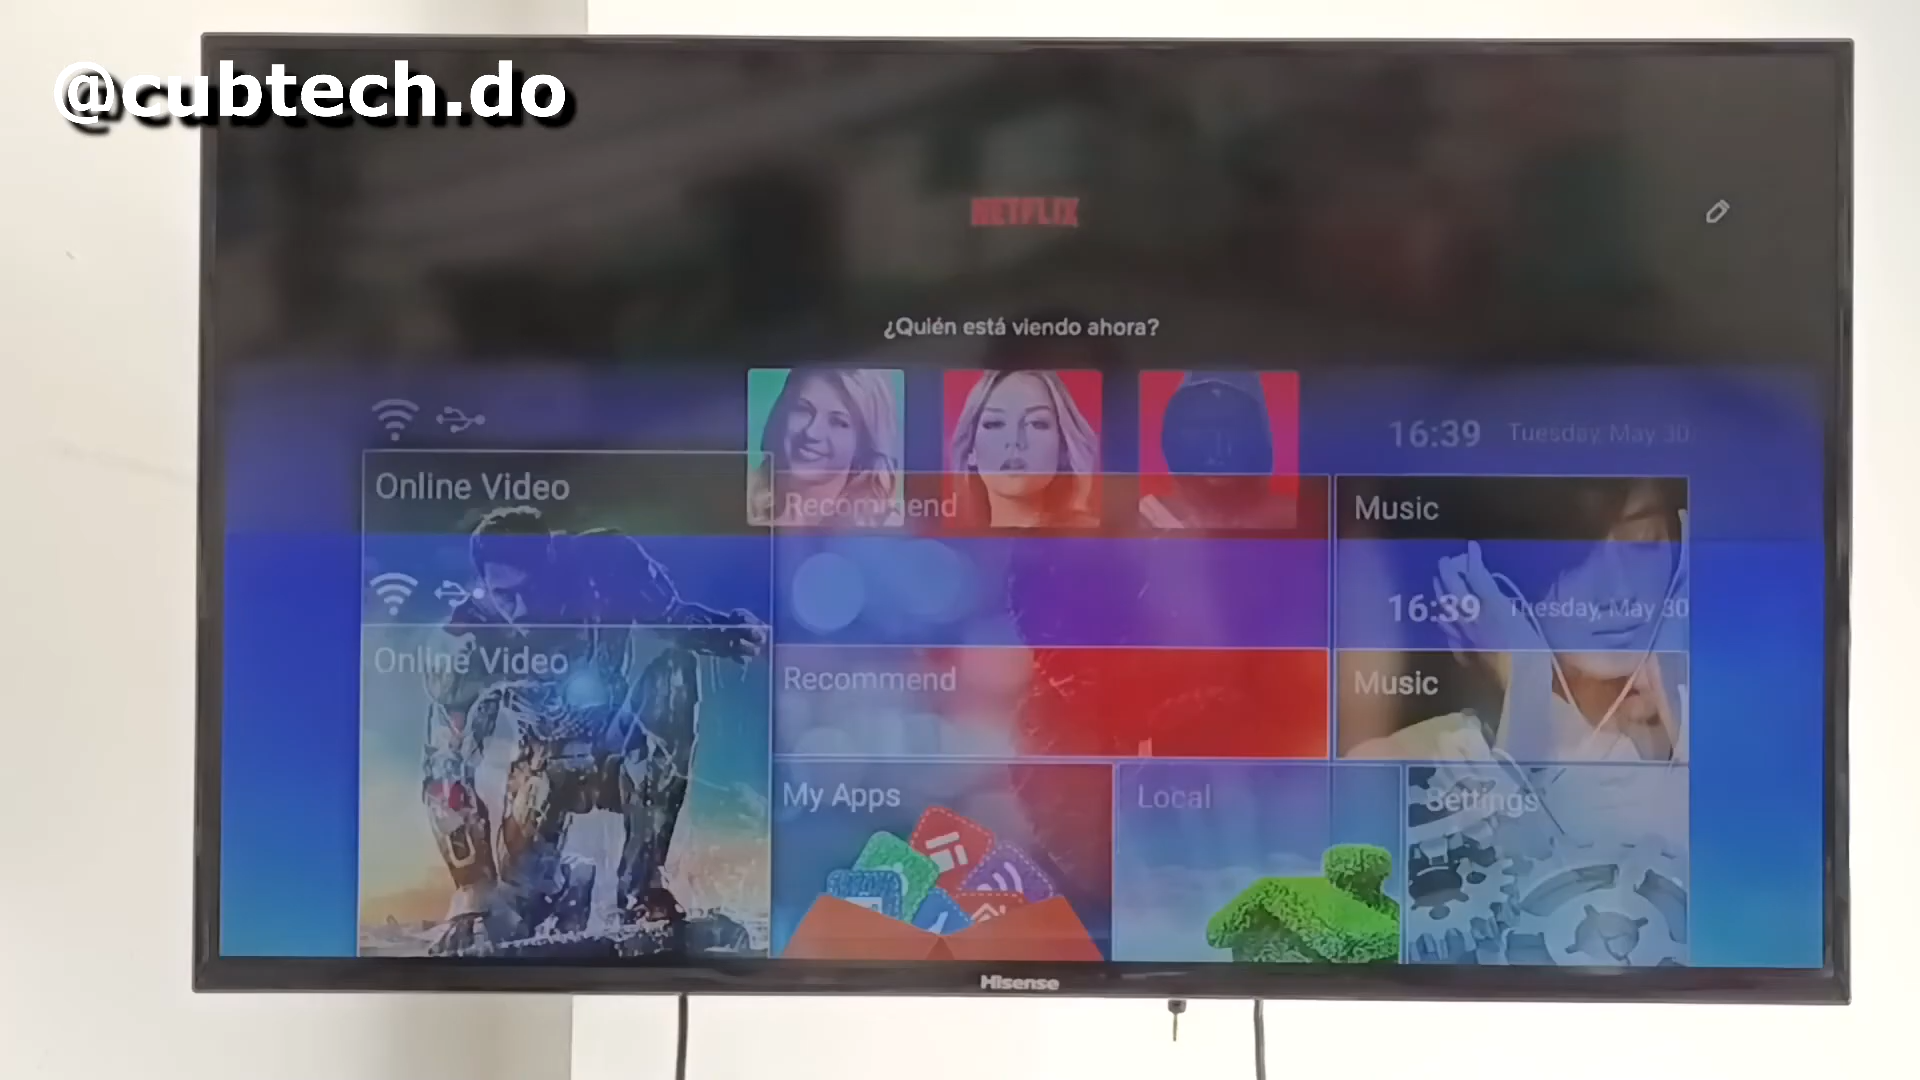 @cubtech.do
NETFLIX
¿Quién está viendo ahora?
16:39 Tuesday, May 30
Online Video
Recommend
Music
16:39 Tuesday, May 30
Online Video
Recommend
Music
My Apps
Local
Settings
Hisense